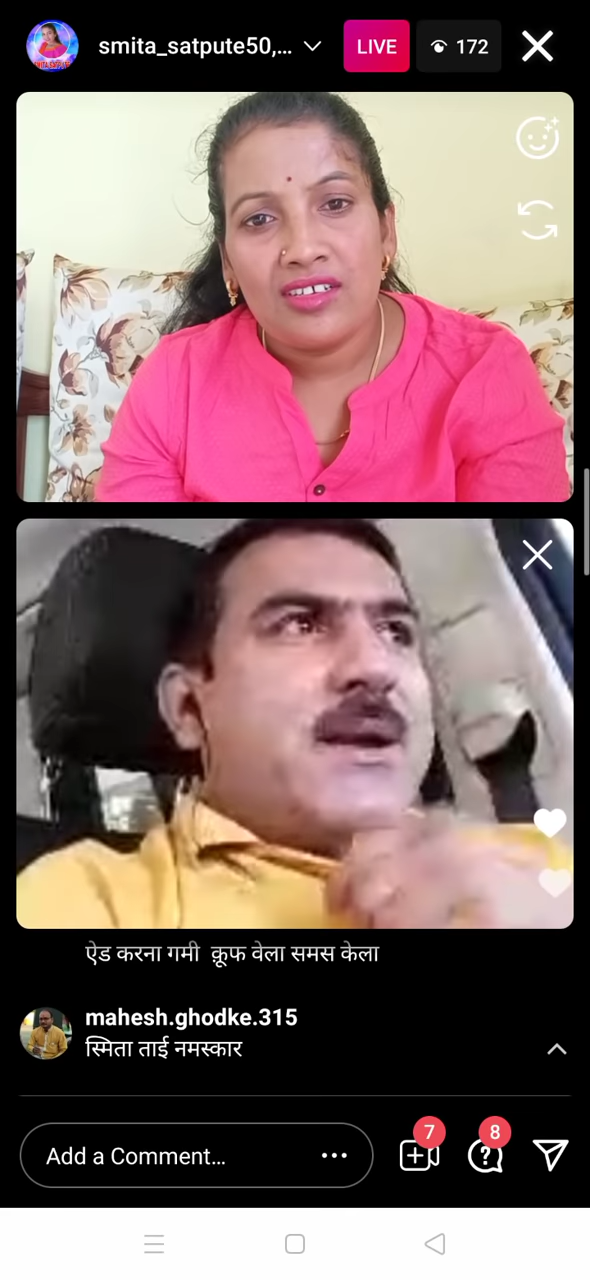 smita_satpute50,...
LIVE
172
ऐड करना गमी क्रूफ वेला समस केला
mahesh.ghodke.315
स्मिता ताई नमस्कार
Add a Comment...
7
8